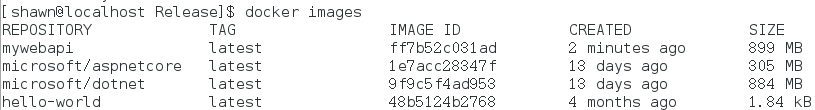 [shawn@localhost Release]$ docker images
REPOSITORY TAG IMAGE ID CREATED SIZE
mywebapi latest ff7b52c031ad 2 minutes ago 899 MB
microsoft/aspnetcore latest 1e7acc28347f 13 days ago 305 MB
microsoft/dotnet latest 9f9c5f4ad953 13 days ago 884 MB
hello-world latest 48b5124b2768 4 months ago 1.84 kB